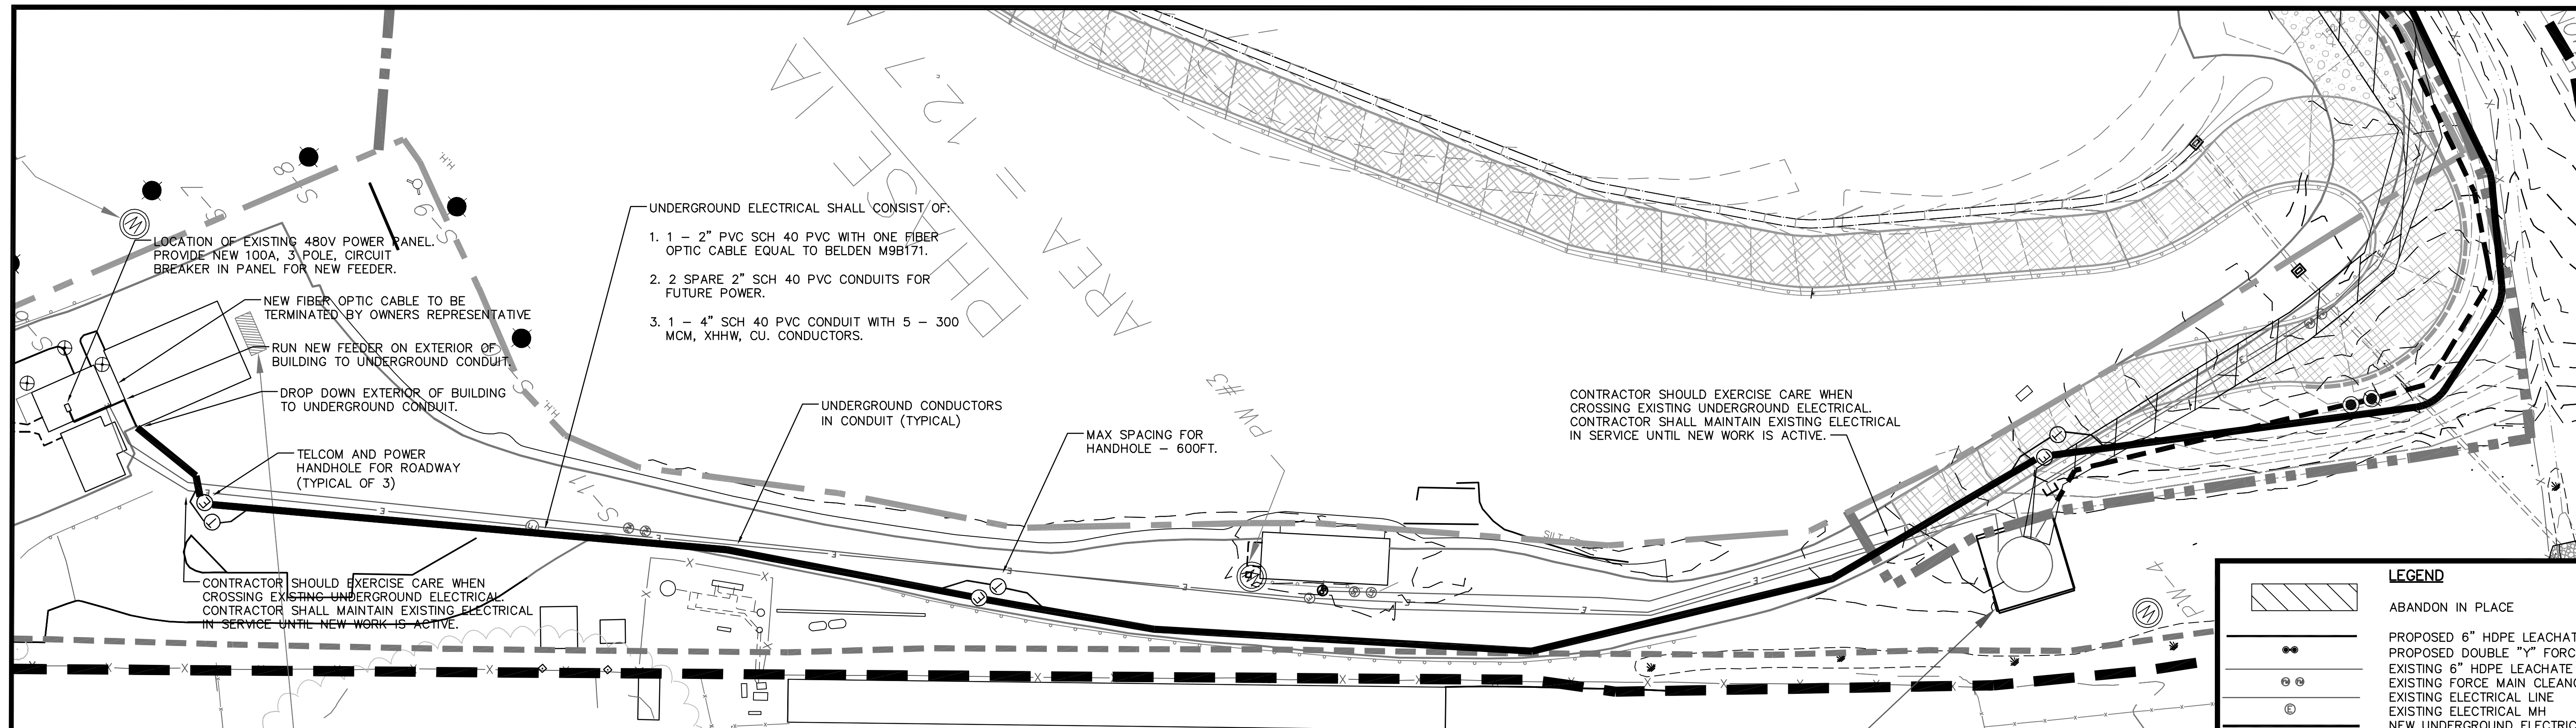 PHASE IA
AREA = 12.7
S-7
S-8
S-9
H.H.
H.H.
S-11
LOCATION OF EXISTING 480V POWER PANEL.
PROVIDE NEW 100A, 3 POLE, CIRCUIT
BREAKER IN PANEL FOR NEW FEEDER.
NEW FIBER OPTIC CABLE TO BE
TERMINATED BY OWNERS REPRESENTATIVE
RUN NEW FEEDER ON EXTERIOR OF
BUILDING TO UNDERGROUND CONDUIT.
DROP DOWN EXTERIOR OF BUILDING
TO UNDERGROUND CONDUIT.
TELCOM AND POWER
HANDHOLE FOR ROADWAY
(TYPICAL OF 3)
CONTRACTOR SHOULD EXERCISE CARE WHEN
CROSSING EXISTING UNDERGROUND ELECTRICAL.
CONTRACTOR SHALL MAINTAIN EXISTING ELECTRICAL
IN SERVICE UNTIL NEW WORK IS ACTIVE.
UNDERGROUND ELECTRICAL SHALL CONSIST OF:
1. 1 – 2" PVC SCH 40 PVC WITH ONE FIBER
OPTIC CABLE EQUAL TO BELDEN M9B171.
2. 2 SPARE 2" SCH 40 PVC CONDUITS FOR
FUTURE POWER.
3. 1 – 4" SCH 40 PVC CONDUIT WITH 5 – 300
MCM, XHHW, CU. CONDUCTORS.
UNDERGROUND CONDUCTORS
IN CONDUIT (TYPICAL)
MAX SPACING FOR
HANDHOLE – 600FT.
PW #3
CONTRACTOR SHOULD EXERCISE CARE WHEN
CROSSING EXISTING UNDERGROUND ELECTRICAL.
CONTRACTOR SHALL MAINTAIN EXISTING ELECTRICAL
IN SERVICE UNTIL NEW WORK IS ACTIVE.
PW-4
LEGEND
ABANDON IN PLACE
PROPOSED 6" HDPE LEACHAT
PROPOSED DOUBLE "Y" FORC
EXISTING 6" HDPE LEACHATE
EXISTING FORCE MAIN CLEAN
EXISTING ELECTRICAL LINE
EXISTING ELECTRICAL MH
NEW UNDERGROUND ELECTRIC